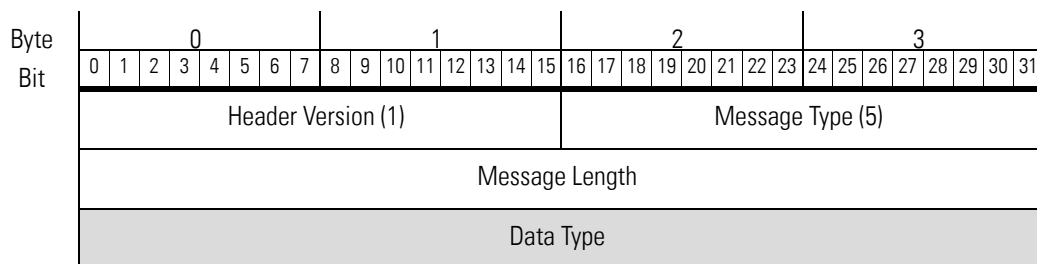 Byte 0 1 2 3
Bit 0 1 2 3 4 5 6 7 8 9 10 11 12 13 14 15 16 17 18 19 20 21 22 23 24 25 26 27 28 29 30 31
Header Version (1) Message Type (5)
Message Length
Data Type